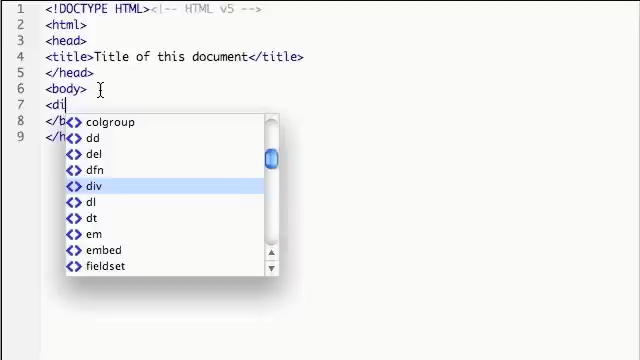 1 <!DOCTYPE HTML><!-- HTML v5 -->
2 <html>
3 <head>
4 <title>Title of this document</title>
5 </head>
6 <body>
7 <di
8 </b
9 </h
<> colgroup
<> dd
<> del
<> dfn
<> div
<> dl
<> dt
<> em
<> embed
<> fieldset